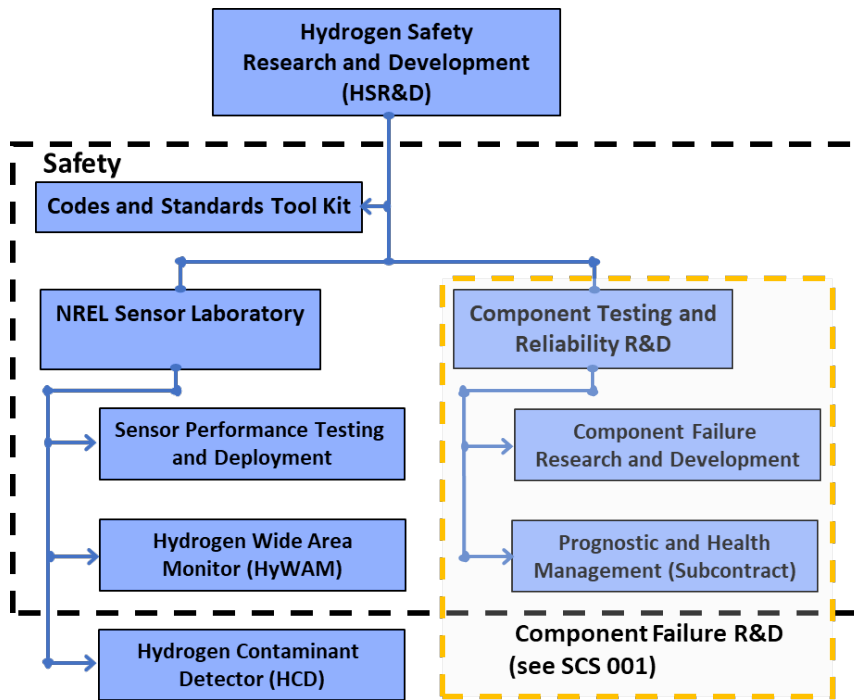 Hydrogen Safety
Research and Development
(HSR&D)
Safety
Codes and Standards Tool Kit
NREL Sensor Laboratory
Component Testing and
Reliability R&D
Sensor Performance Testing
and Deployment
Component Failure
Research and Development
Hydrogen Wide Area
Monitor (HyWAM)
Prognostic and Health
Management (Subcontract)
Hydrogen Contaminant
Detector (HCD)
Component Failure R&D
(see SCS 001)